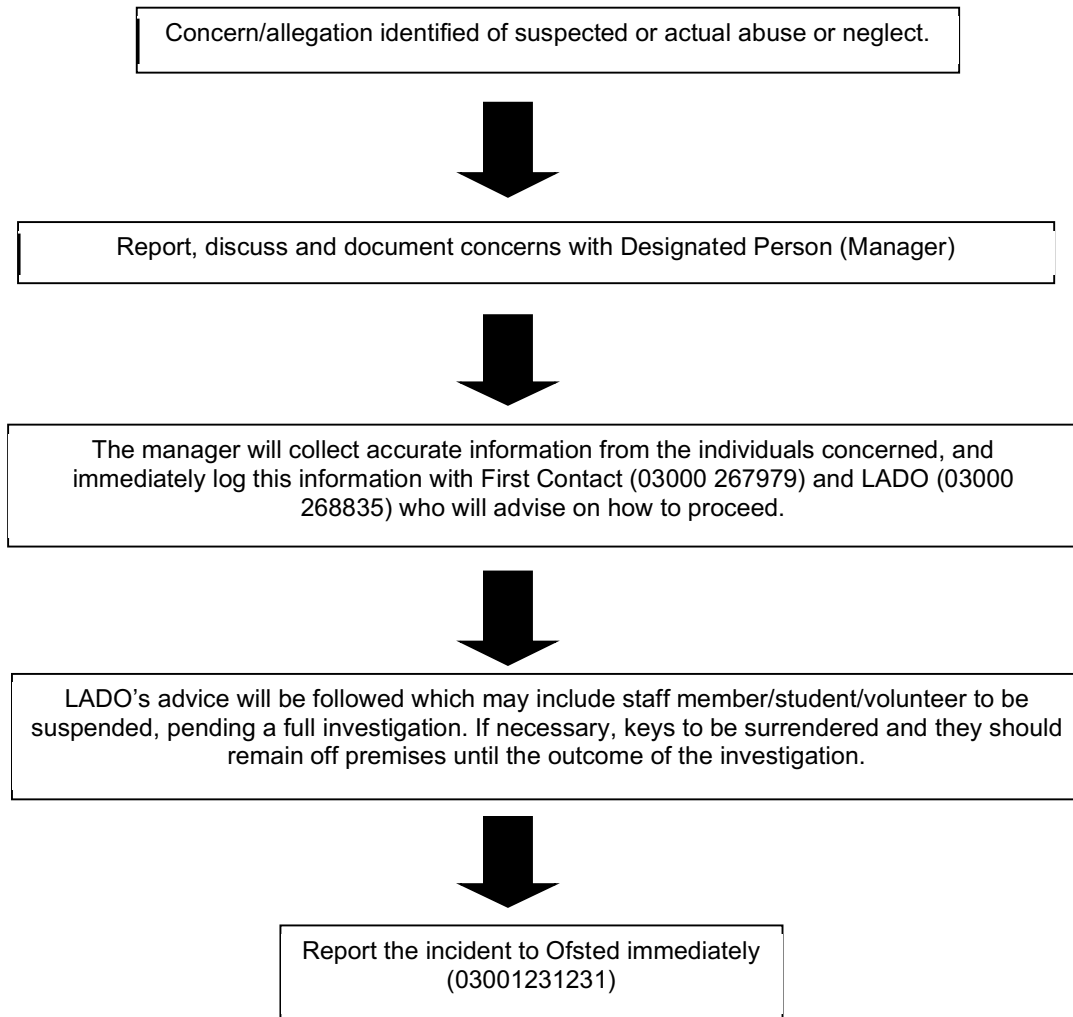 Concern/allegation identified of suspected or actual abuse or neglect.
Report, discuss and document concerns with Designated Person (Manager)
The manager will collect accurate information from the individuals concerned, and
immediately log this information with First Contact (03000 267979) and LADO (03000
268835) who will advise on how to proceed.
LADO’s advice will be followed which may include staff member/student/volunteer to be
suspended, pending a full investigation. If necessary, keys to be surrendered and they should
remain off premises until the outcome of the investigation.
Report the incident to Ofsted immediately
(03001231231)